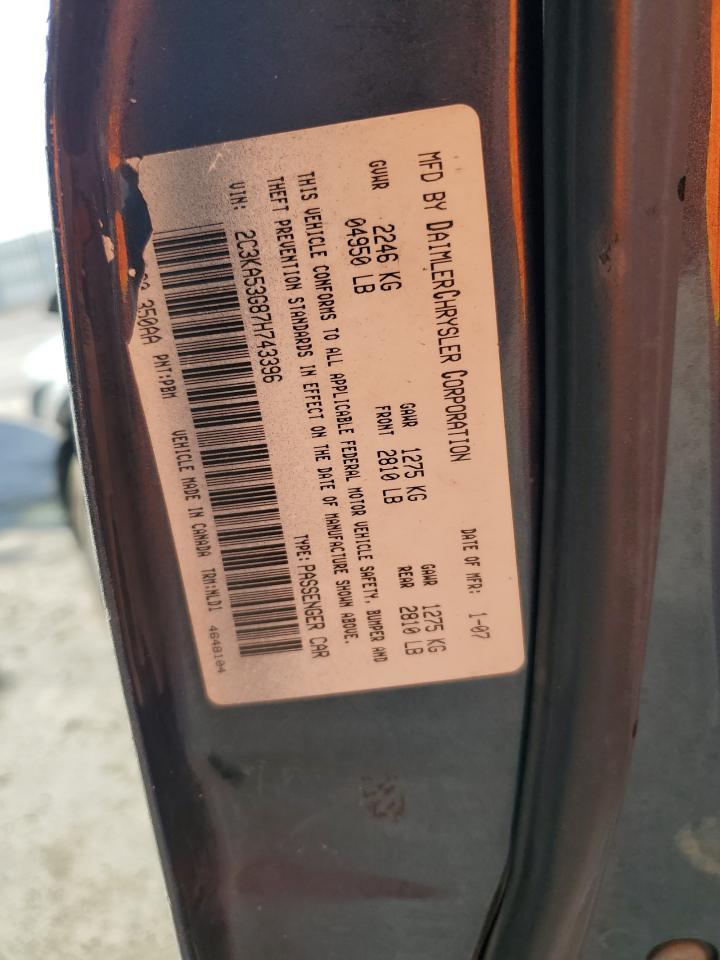 MFD BY DAIMLERCHRYSLER CORPORATION DATE OF MFR: 1-07
GVWR 2246 KG GAWR 1275 KG GAWR 1275 KG
04950 LB FRONT 2810 LB REAR 2810 LB
THIS VEHICLE CONFORMS TO ALL APPLICABLE FEDERAL MOTOR VEHICLE SAFETY, BUMPER AND
THEFT PREVENTION STANDARDS IN EFFECT ON THE DATE OF MANUFACTURE SHOWN ABOVE.
VIN: 2C3KA53G87H743396 TYPE: PASSENGER CAR
350AA PNT:PBM VEHICLE MADE IN CANADA TRM:NLD1 4648104